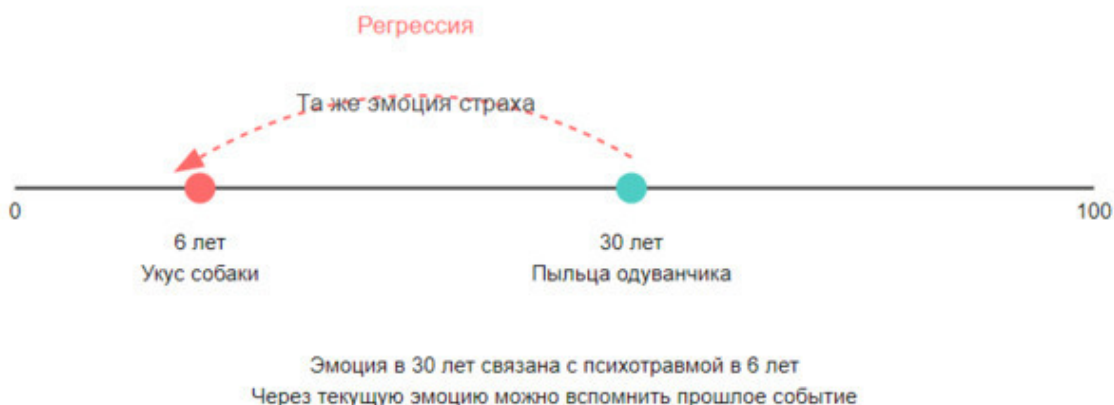 Регрессия
Та же эмоция страха
0
100
6 лет
30 лет
Укус собаки
Пыльца одуванчика
Эмоция в 30 лет связана с психотравмой в 6 лет
Через текущую эмоцию можно вспомнить прошлое событие